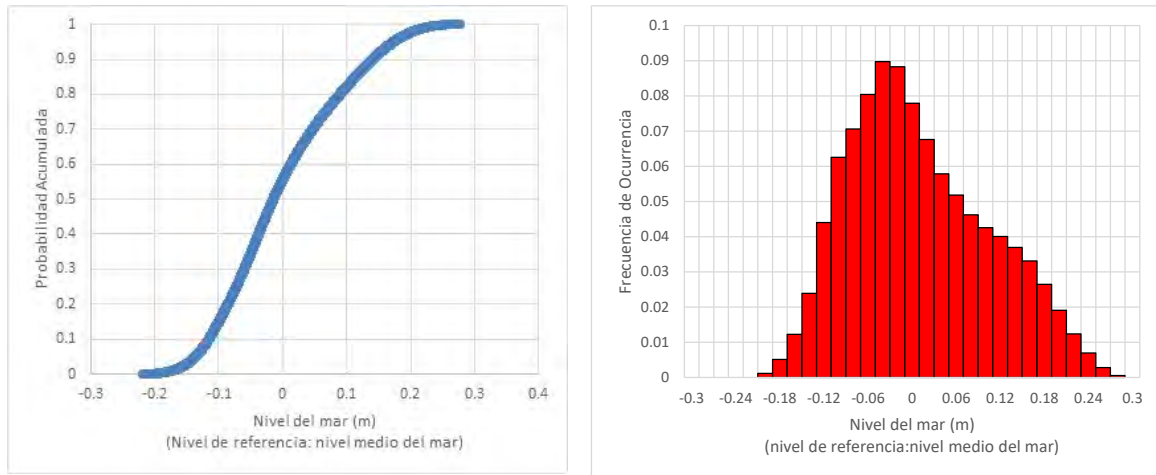 1
0.9
0.8
0.7
0.6
0.5
0.4
0.3
0.2
0.1
0
Probabilidad Acumulada
-0.3 -0.2 -0.1 0 0.1 0.2 0.3 0.4
Nivel del mar (m)
(Nivel de referencia: nivel medio del mar)
0.1
0.09
0.08
0.07
0.06
0.05
0.04
0.03
0.02
0.01
0
Frecuencia de Ocurrencia
-0.3 -0.24 -0.18 -0.12 -0.06 0 0.06 0.12 0.18 0.24 0.3
Nivel del mar (m)
(nivel de referencia:nivel medio del mar)